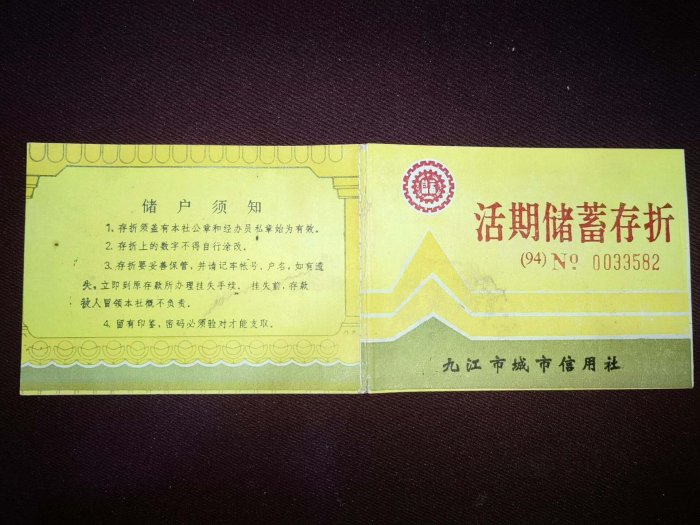 储户须知
1、存折须盖有本社公章和经办员私章始为有效。
2、存折上的数字不得自行涂改。
3、存折要妥善保管，并请记牢帐号、户名，如有遗
失，立即到原存款所办理挂失手续，挂失前，存款
被人冒领本社概不负责。
4、留有印鉴、密码必须验对才能支取。
活期储蓄存折
(94) No 0033582
九江市城市信用社